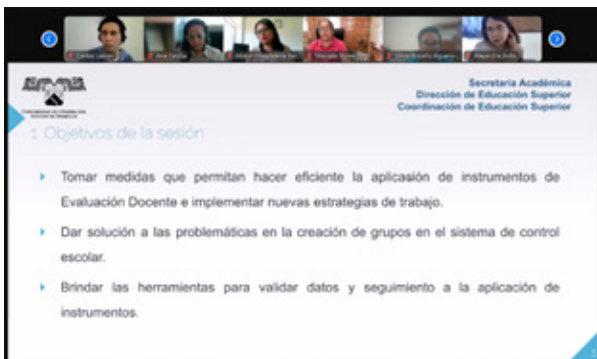 Secretaría Académica
Dirección de Educación Superior
Coordinación de Educación Superior
1 Objetivos de la sesión
Tomar medidas que permitan hacer eficiente la aplicasión de instrumentos de
Evaluación Docente e implementar nuevas estrategias de trabajo.
Dar solución a las problemáticas en la creación de grupos en el sistema de control
escolar.
Brindar las herramientas para validar datos y seguimiento a la aplicación de
instrumentos.